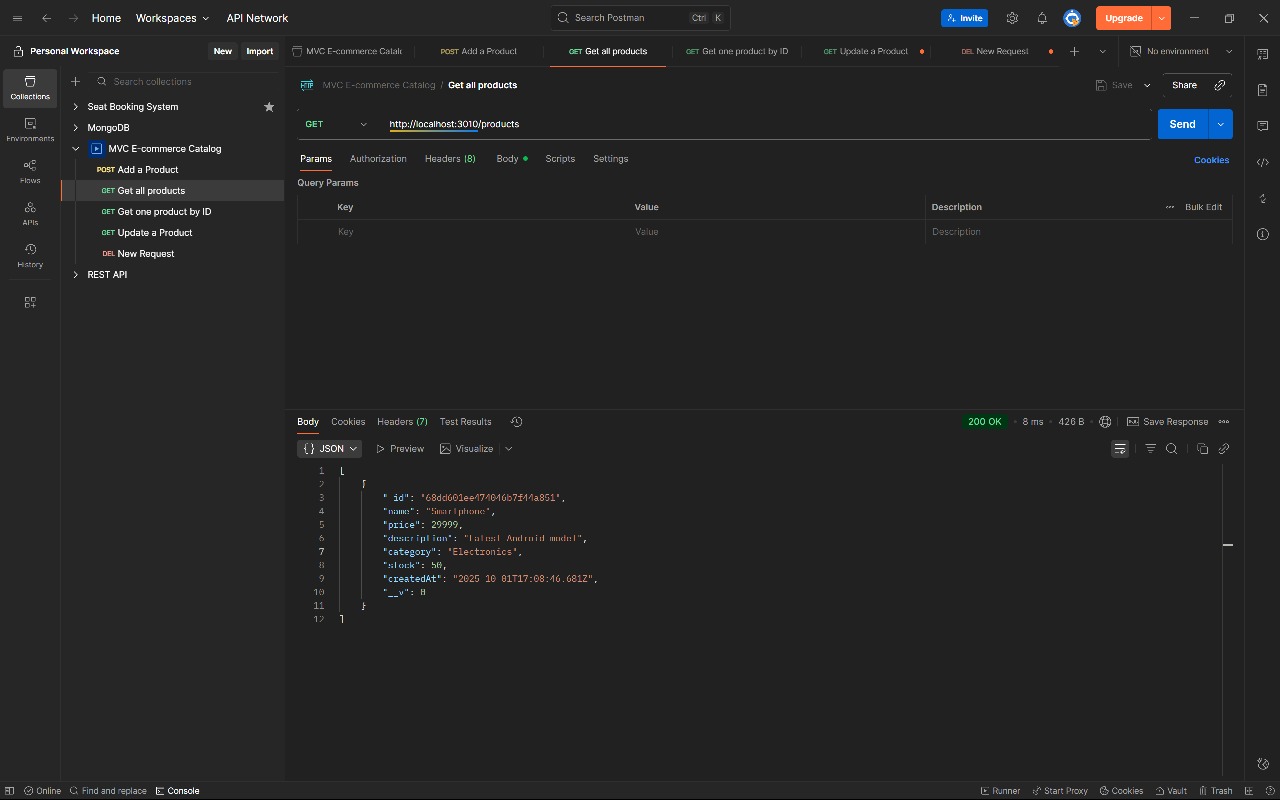 Home Workspaces API Network Search Postman Ctrl K Invite Upgrade
Personal Workspace New Import MVC E-commerce Catalo POST Add a Product GET Get all products GET Get one product by ID GET Update a Product DEL New Request No environment
Collections
Environments
Flows
APIs
History
Search collections
Seat Booking System
MongoDB
MVC E-commerce Catalog
POST Add a Product
GET Get all products
GET Get one product by ID
GET Update a Product
DEL New Request
REST API
HTTP MVC E-commerce Catalog / Get all products Save Share
GET http://localhost:3010/products Send
Params Authorization Headers (8) Body Scripts Settings Cookies
Query Params
Key Value Description Bulk Edit
Key Value Description
Body Cookies Headers (7) Test Results 200 OK 8 ms 426 B Save Response
{} JSON Preview Visualize
1 [
2 {
3 "_id": "68dd601ee474046b7f44a851",
4 "name": "Smartphone",
5 "price": 29999,
6 "description": "Latest Android model",
7 "category": "Electronics",
8 "stock": 50,
9 "createdAt": "2025-10-01T17:08:46.681Z",
10 "__v": 0
11 }
12 ]
Online Find and replace Console Runner Start Proxy Cookies Vault Trash